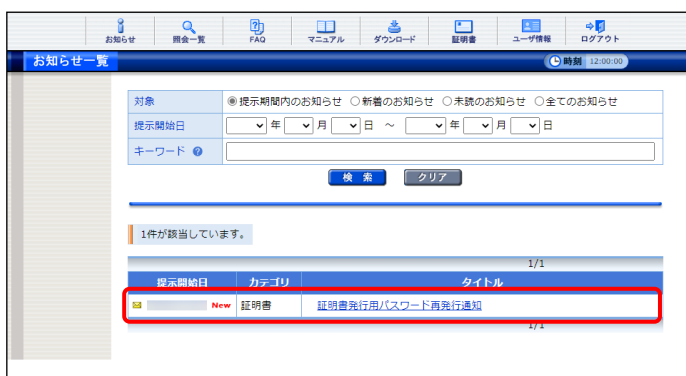 お知らせ 照会一覧 FAQ マニュアル ダウンロード 証明書 ユーザ情報 ログアウト
お知らせ一覧 時刻 12:00:00
対象 提示期間内のお知らせ 新着のお知らせ 未読のお知らせ 全てのお知らせ
提示開始日 年 月 日 ～ 年 月 日
キーワード ?
検 索 クリア
1件が該当しています。
1/1
提示開始日 カテゴリ タイトル
New 証明書 証明書発行用パスワード再発行通知
1/1